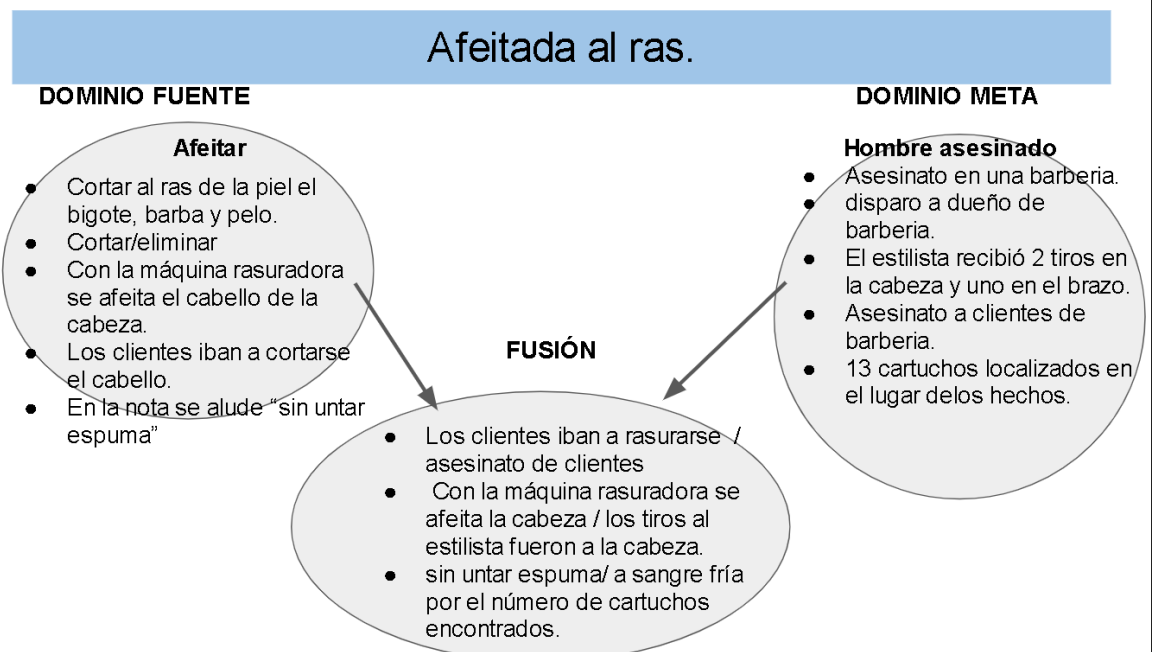 Afeitada al ras.
DOMINIO FUENTE
Afeitar
● Cortar al ras de la piel el
bigote, barba y pelo.
● Cortar/eliminar
● Con la máquina rasuradora
se afeita el cabello de la
cabeza.
● Los clientes iban a cortarse
el cabello.
● En la nota se alude “sin untar
espuma”
DOMINIO META
Hombre asesinado
● Asesinato en una barberia.
● disparo a dueño de
barberia.
● El estilista recibió 2 tiros en
la cabeza y uno en el brazo.
● Asesinato a clientes de
barberia.
● 13 cartuchos localizados en
el lugar delos hechos.
FUSIÓN
● Los clientes iban a rasurarse /
asesinato de clientes
● Con la máquina rasuradora se
afeita la cabeza / los tiros al
estilista fueron a la cabeza.
● sin untar espuma/ a sangre fría
por el número de cartuchos
encontrados.